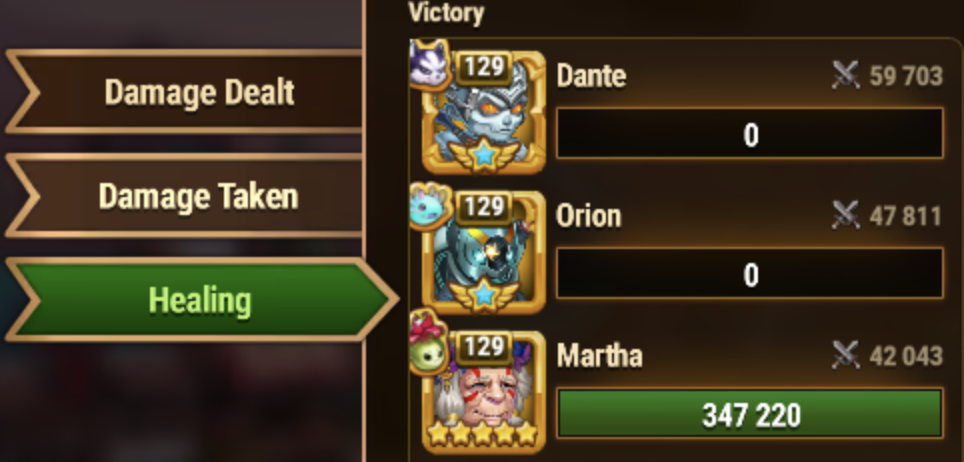 Victory
Damage Dealt
Damage Taken
Healing
129
Dante
59 703
0
129
Orion
47 811
0
129
Martha
42 043
347 220